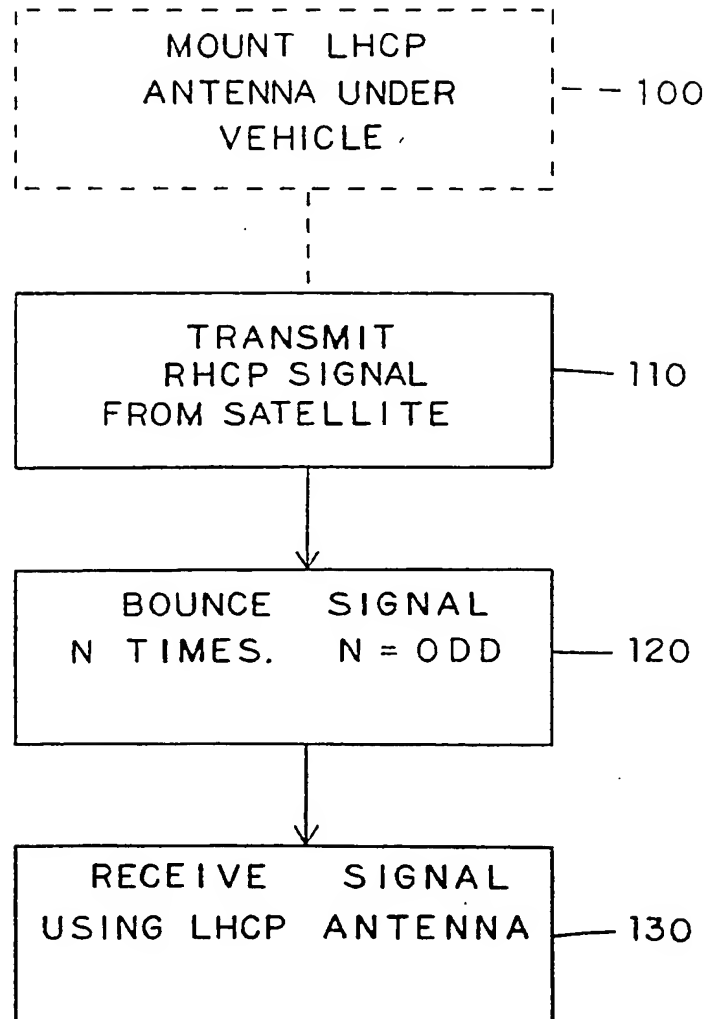 MOUNT LHCP
ANTENNA UNDER
VEHICLE
100
TRANSMIT
RHCP SIGNAL
FROM SATELLITE
110
BOUNCE SIGNAL
N TIMES. N = ODD
120
RECEIVE SIGNAL
USING LHCP ANTENNA
130